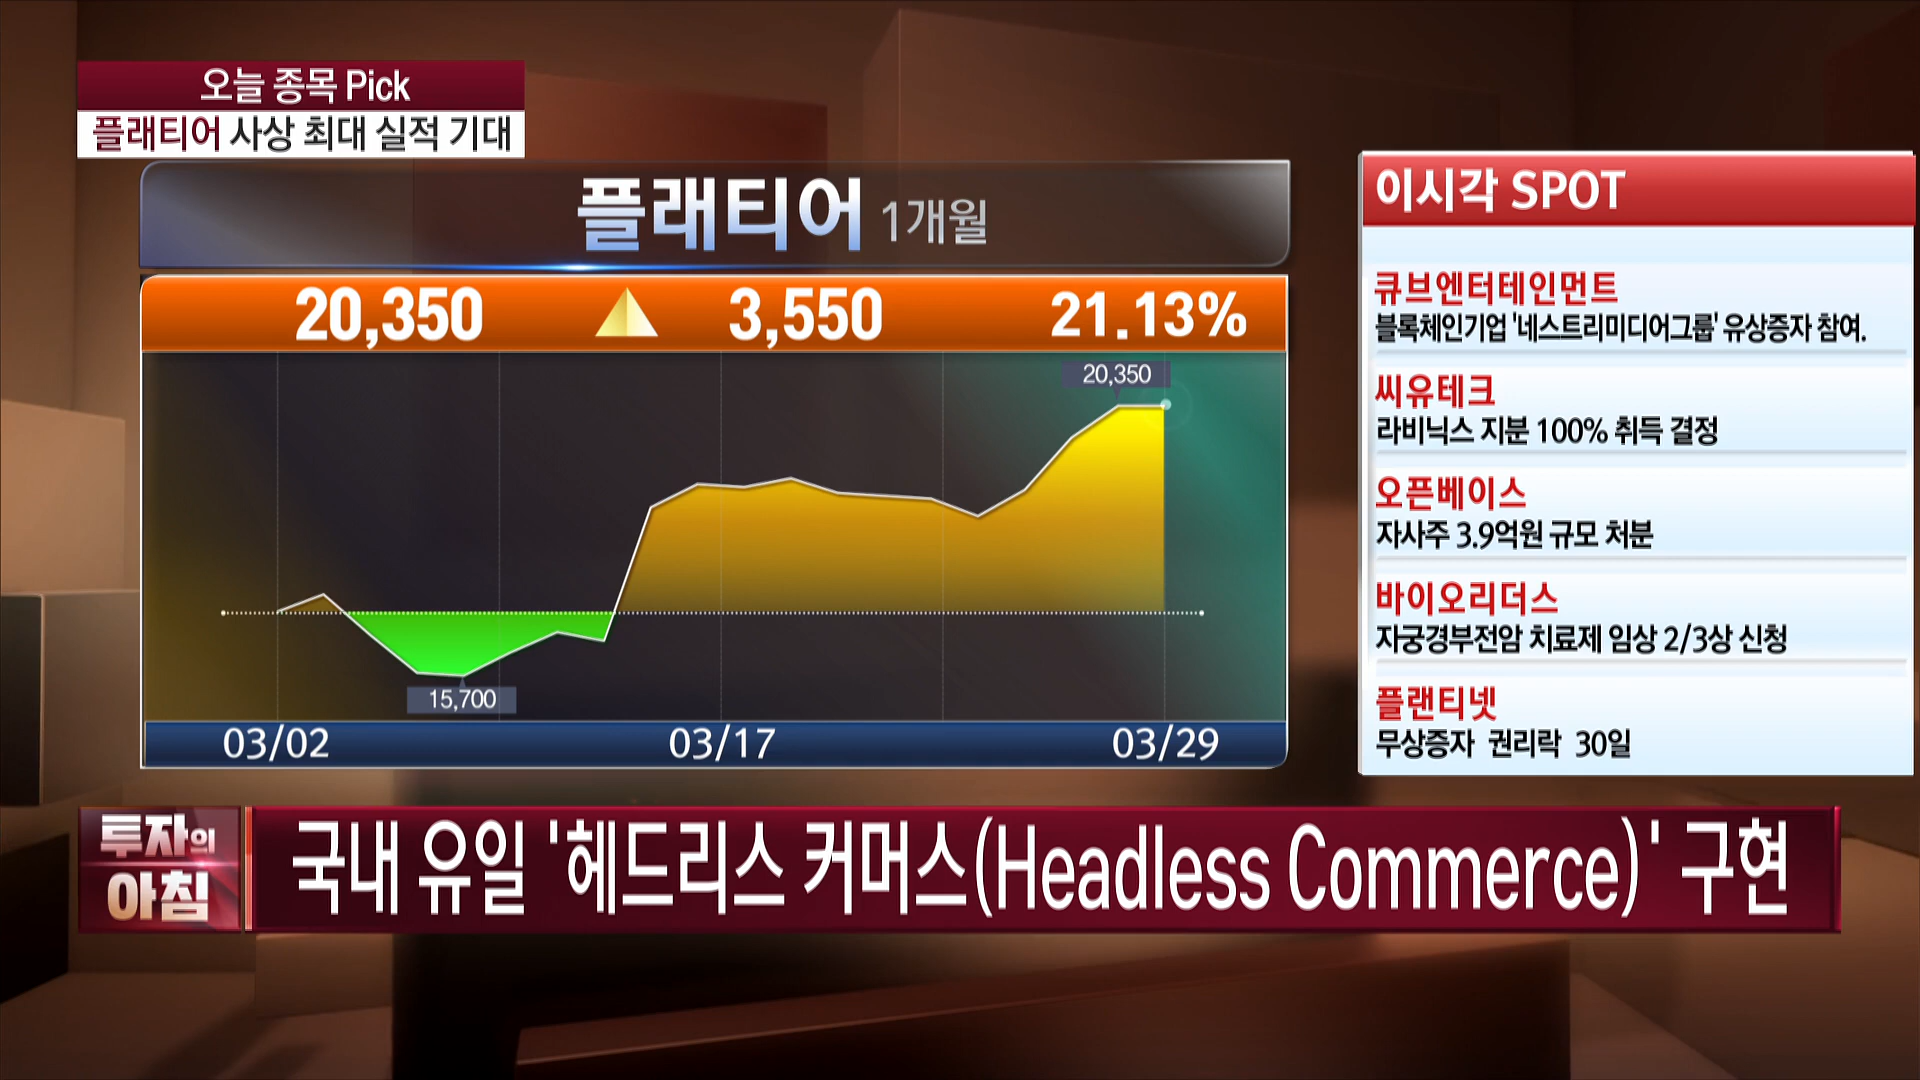 오늘 종목 Pick
플래티어 사상 최대 실적 기대
플래티어 1개월
20,350 3,550 21.13%
20,350
15,700
03/02 03/17 03/29
이시각 SPOT
큐브엔터테인먼트
블록체인기업 '네스트리미디어그룹' 유상증자 참여.
씨유테크
라비닉스 지분 100% 취득 결정
오픈베이스
자사주 3.9억원 규모 처분
바이오리더스
자궁경부전암 치료제 임상 2/3상 신청
플랜티넷
무상증자 권리락 30일
투자의
아침
국내 유일 '헤드리스 커머스(Headless Commerce)' 구현